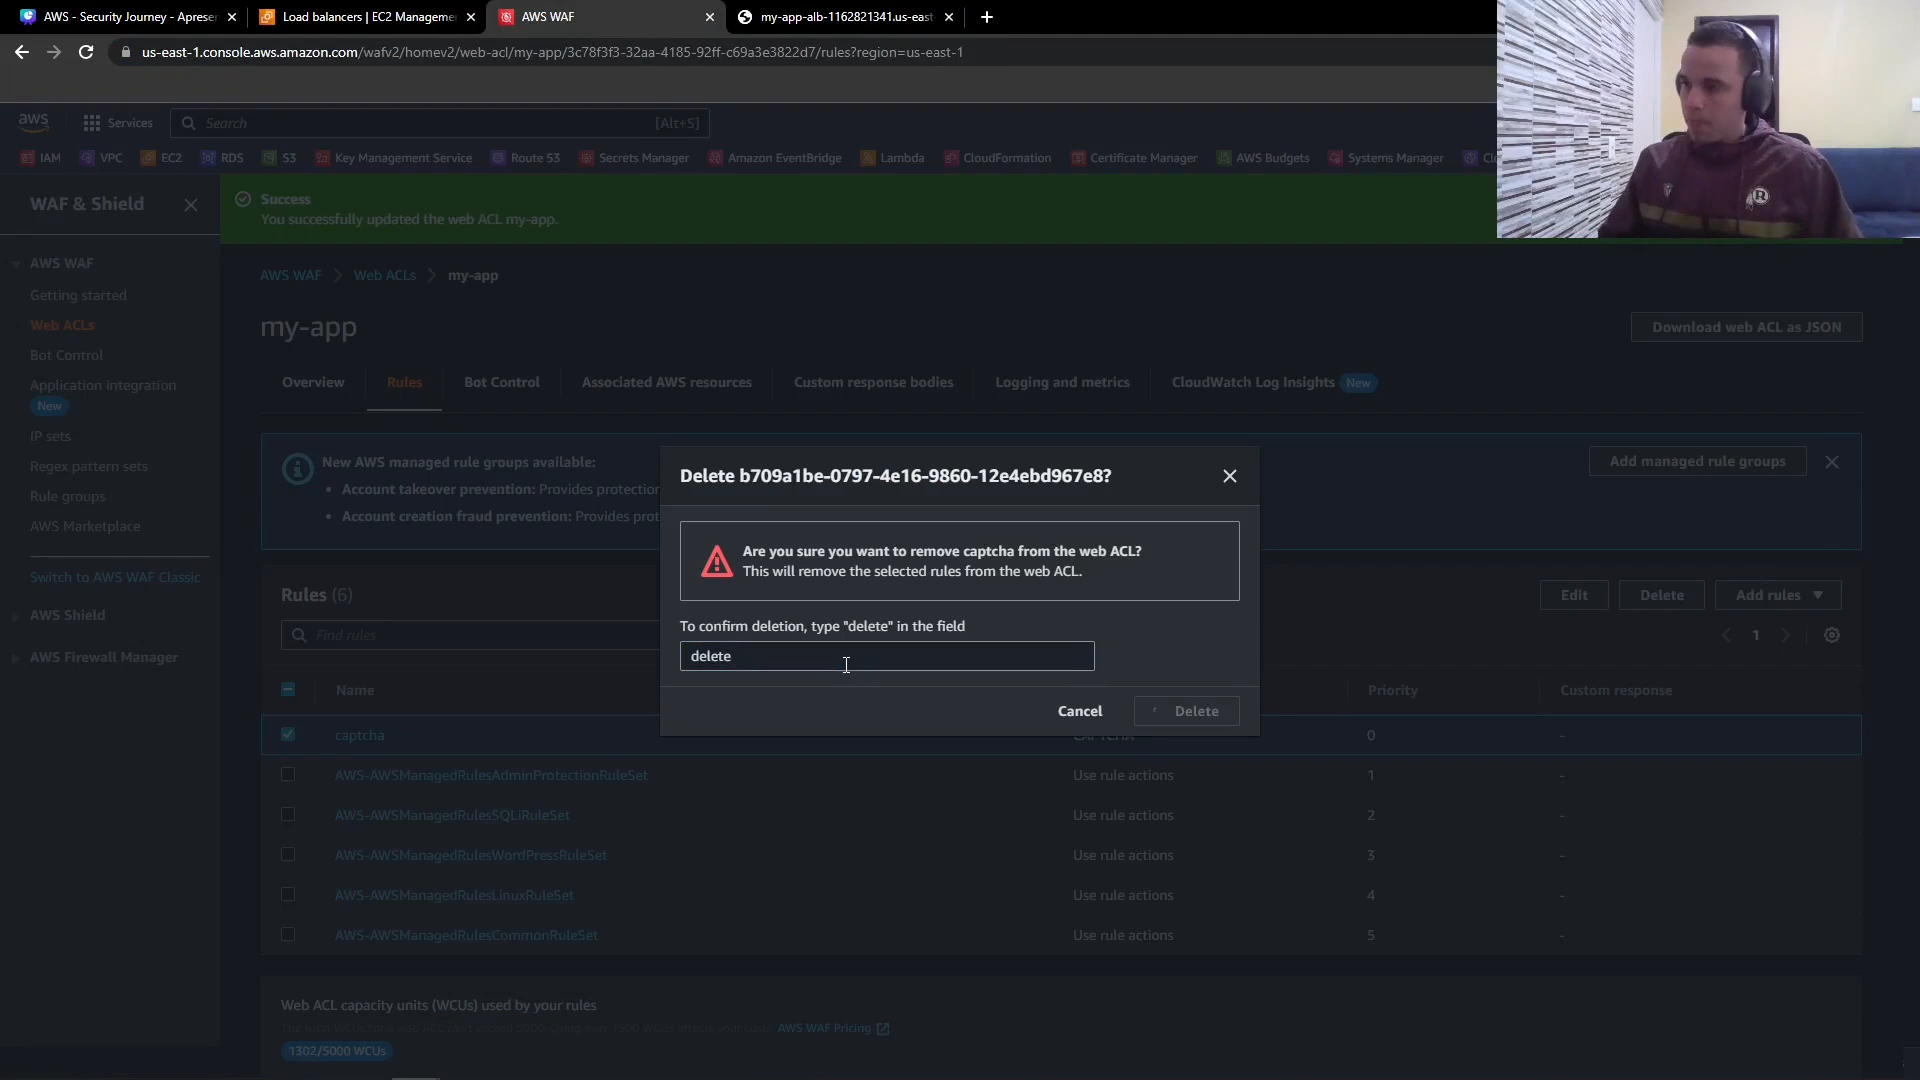 AWS - Security Journey - Apresen
Load balancers | EC2 Manageme
AWS WAF
my-app-alb-1162821341.us-east
us-east-1.console.aws.amazon.com/wafv2/homev2/web-acl/my-app/3c78f3f3-32aa-4185-92ff-c69a3e3822d7/rules?region=us-east-1
aws
Services
Search
[Alt+S]
IAM
VPC
EC2
RDS
S3
Key Management Service
Route 53
Secrets Manager
Amazon EventBridge
Lambda
CloudFormation
Certificate Manager
AWS Budgets
Systems Manager
WAF & Shield
Success
You successfully updated the web ACL my-app.
AWS WAF
Getting started
Web ACLs
Bot Control
Application integration
New
IP sets
Regex pattern sets
Rule groups
AWS Marketplace
Switch to AWS WAF Classic
AWS Shield
AWS Firewall Manager
AWS WAF
Web ACLs
my-app
my-app
Download web ACL as JSON
Overview
Rules
Bot Control
Associated AWS resources
Custom response bodies
Logging and metrics
CloudWatch Log Insights
New
New AWS managed rule groups available:
Account takeover prevention: Provides protection
Account creation fraud prevention: Provides prot
Add managed rule groups
Delete b709a1be-0797-4e16-9860-12e4ebd967e8?
Are you sure you want to remove captcha from the web ACL?
This will remove the selected rules from the web ACL.
To confirm deletion, type "delete" in the field
delete
Cancel
Delete
Rules (6)
Edit
Delete
Add rules
Find rules
1
Name
Priority
Custom response
captcha
CAPTCHA
0
-
AWS-AWSManagedRulesAdminProtectionRuleSet
Use rule actions
1
-
AWS-AWSManagedRulesSQLiRuleSet
Use rule actions
2
-
AWS-AWSManagedRulesWordPressRuleSet
Use rule actions
3
-
AWS-AWSManagedRulesLinuxRuleSet
Use rule actions
4
-
AWS-AWSManagedRulesCommonRuleSet
Use rule actions
5
-
Web ACL capacity units (WCUs) used by your rules
AWS WAF Pricing
1302/5000 WCUs